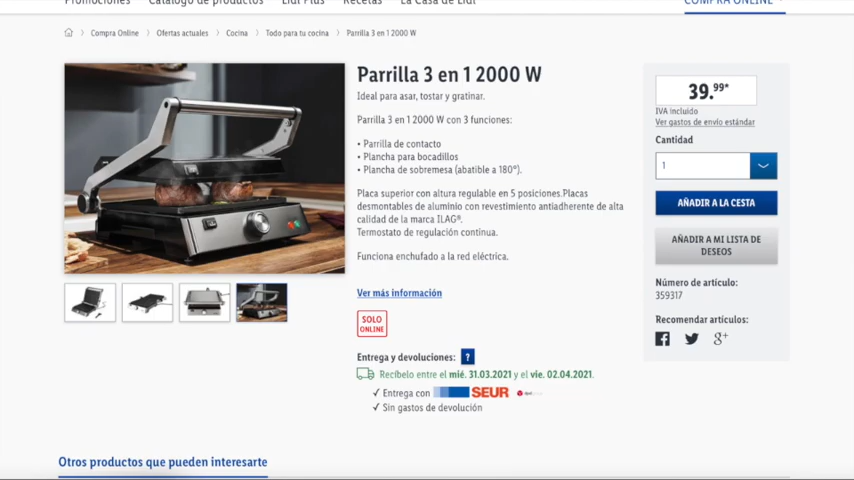 Promociones
Catálogo de productos
Lidl Plus
Recetas
La Casa de Lidl
COMPRA ONLINE
Compra Online
Ofertas actuales
Cocina
Todo para tu cocina
Parrilla 3 en 1 2000 W
Parrilla 3 en 1 2000 W
Ideal para asar, tostar y gratinar.
Parrilla 3 en 1 2000 W con 3 funciones:
• Parrilla de contacto
• Plancha para bocadillos
• Plancha de sobremesa (abatible a 180°).
Placa superior con altura regulable en 5 posiciones.Placas
desmontables de aluminio con revestimiento antiadherente de alta
calidad de la marca ILAG®.
Termostato de regulación continua.
Funciona enchufado a la red eléctrica.
Ver más información
SOLO
ONLINE
Entrega y devoluciones: ?
Recíbelo entre el mié. 31.03.2021 y el vie. 02.04.2021.
✓ Entrega con SEUR
✓ Sin gastos de devolución
39.99*
IVA incluido
Ver gastos de envío estándar
Cantidad
1
AÑADIR A LA CESTA
AÑADIR A MI LISTA DE
DESEOS
Número de artículo:
359317
Recomendar artículos:
Otros productos que pueden interesarte